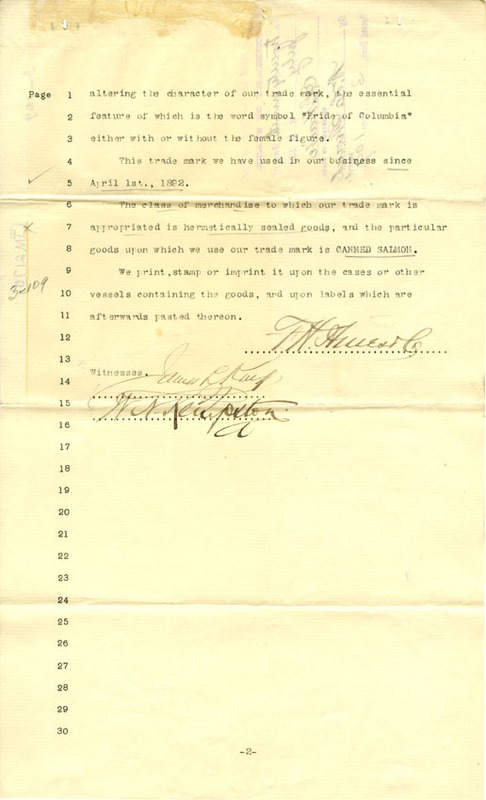 Page 1 altering the character of our trade mark, the essential
2 feature of which is the word symbol "Pride of Columbia"
3 either with or without the female figure.
4 This trade mark we have used in our business since
5 April 1st., 1892.
6 The class of merchandise to which our trade mark is
7 appropriated is hermetically sealed goods, and the particular
8 goods upon which we use our trade mark is CANNED SALMON.
9 We print,stamp or imprint it upon the cases or other
10 vessels containing the goods, and upon labels which are
11 afterwards pasted thereon.
12
13
Witnesses.
14 James
15
16
17
18
19
20
21
22
23
24
25
26
27
28
29
30
-2-